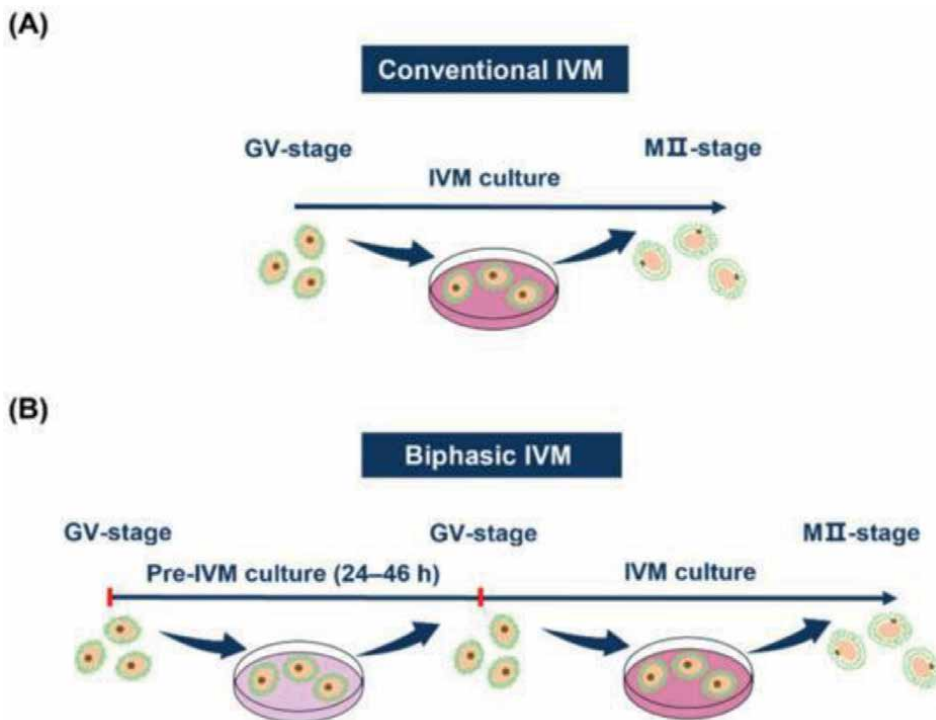 (A)
Conventional IVM
GV-stage
MII-stage
IVM culture
(B)
Biphasic IVM
GV-stage
GV-stage
MII-stage
Pre-IVM culture (24–46 h)
IVM culture